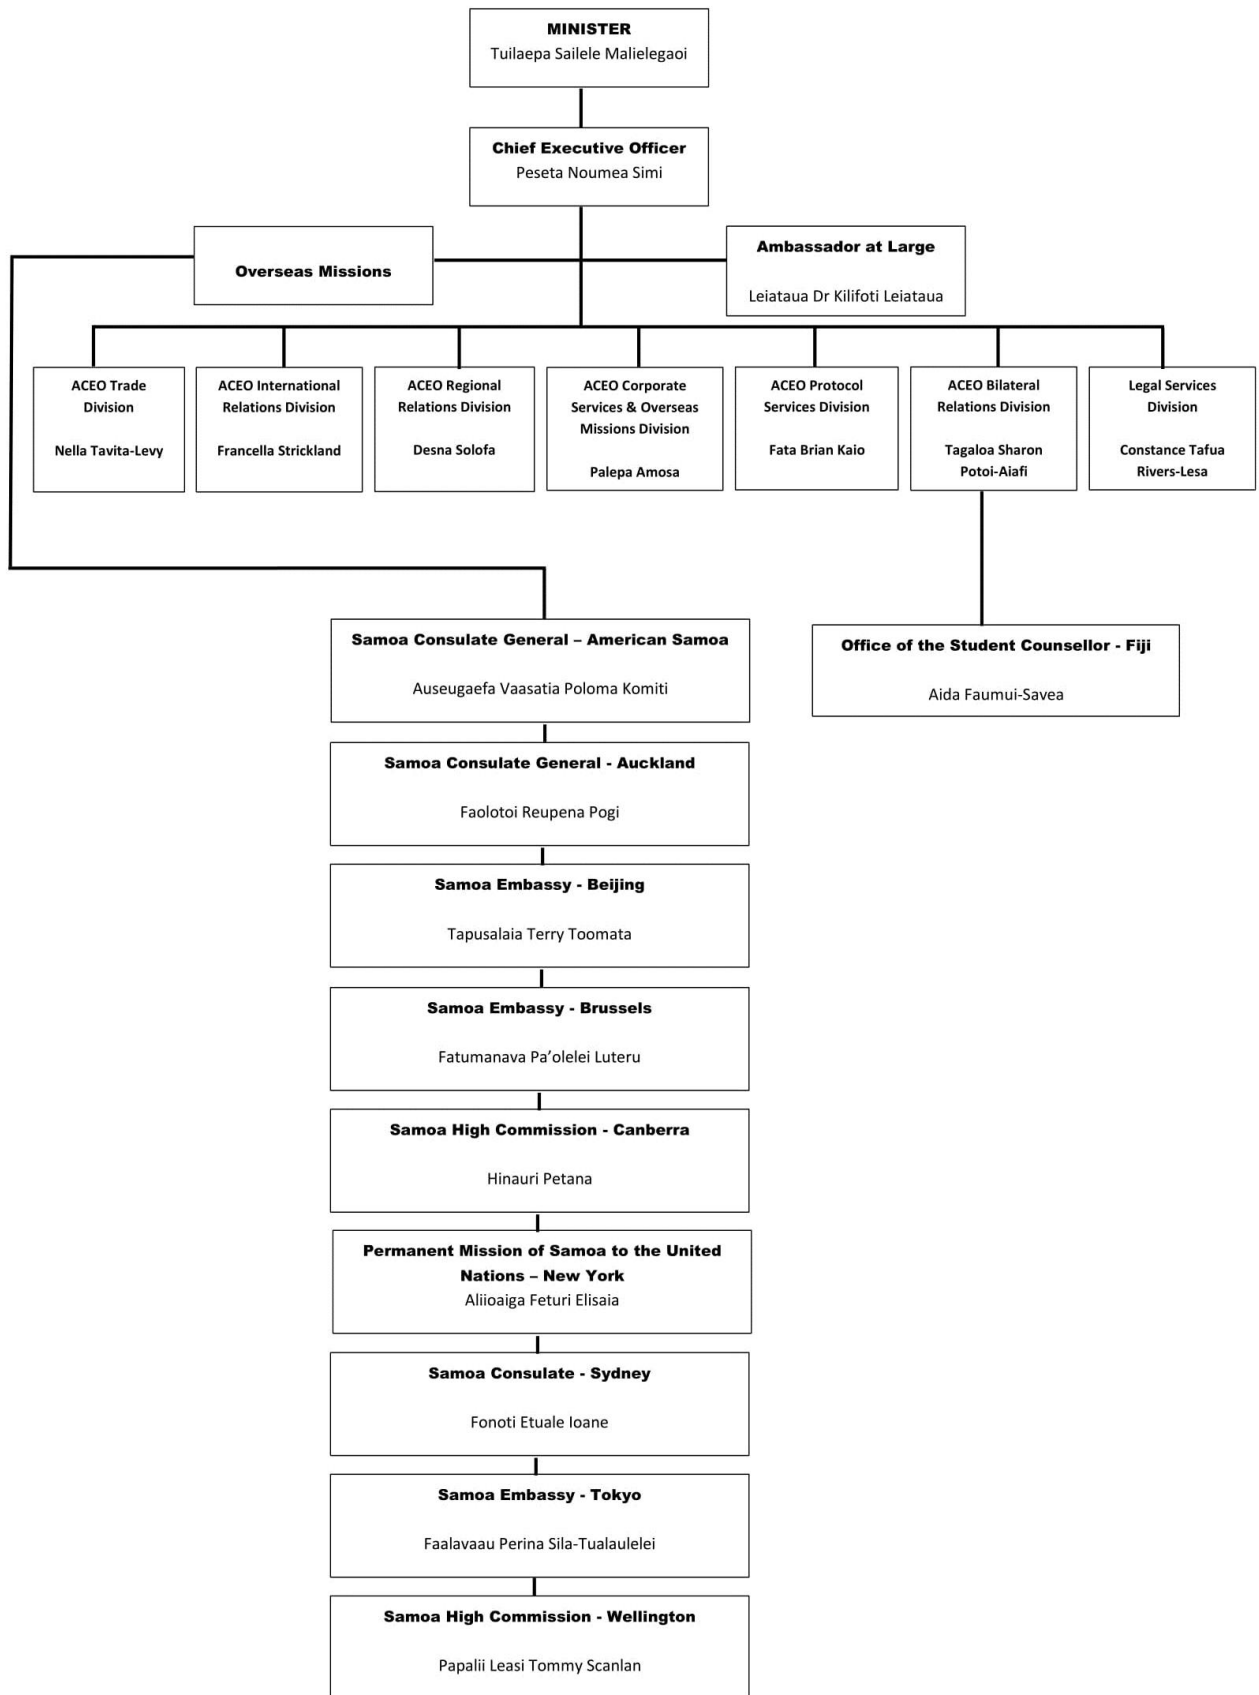 MINISTER
Tuilaepa Sailele Malielegaoi
Chief Executive Officer
Peseta Noumea Simi
Overseas Missions
Ambassador at Large
Leiataua Dr Kilifoti Leiataua
ACEO Trade
Division
Nella Tavita-Levy
ACEO International
Relations Division
Francella Strickland
ACEO Regional
Relations Division
Desna Solofa
ACEO Corporate
Services & Overseas
Missions Division
Palepa Amosa
ACEO Protocol
Services Division
Fata Brian Kaio
ACEO Bilateral
Relations Division
Tagaloa Sharon
Potoi-Aiafi
Legal Services
Division
Constance Tafua
Rivers-Lesa
Samoa Consulate General – American Samoa
Auseugaefa Vaasatia Poloma Komiti
Office of the Student Counsellor - Fiji
Aida Faumui-Savea
Samoa Consulate General - Auckland
Faolotoi Reupena Pogi
Samoa Embassy - Beijing
Tapusalaia Terry Toomata
Samoa Embassy - Brussels
Fatumanava Pa’olelei Luteru
Samoa High Commission - Canberra
Hinauri Petana
Permanent Mission of Samoa to the United
Nations – New York
Aliioaiga Feturi Elisaia
Samoa Consulate - Sydney
Fonoti Etuale Ioane
Samoa Embassy - Tokyo
Faalavaau Perina Sila-Tualaulelei
Samoa High Commission - Wellington
Papalii Leasi Tommy Scanlan